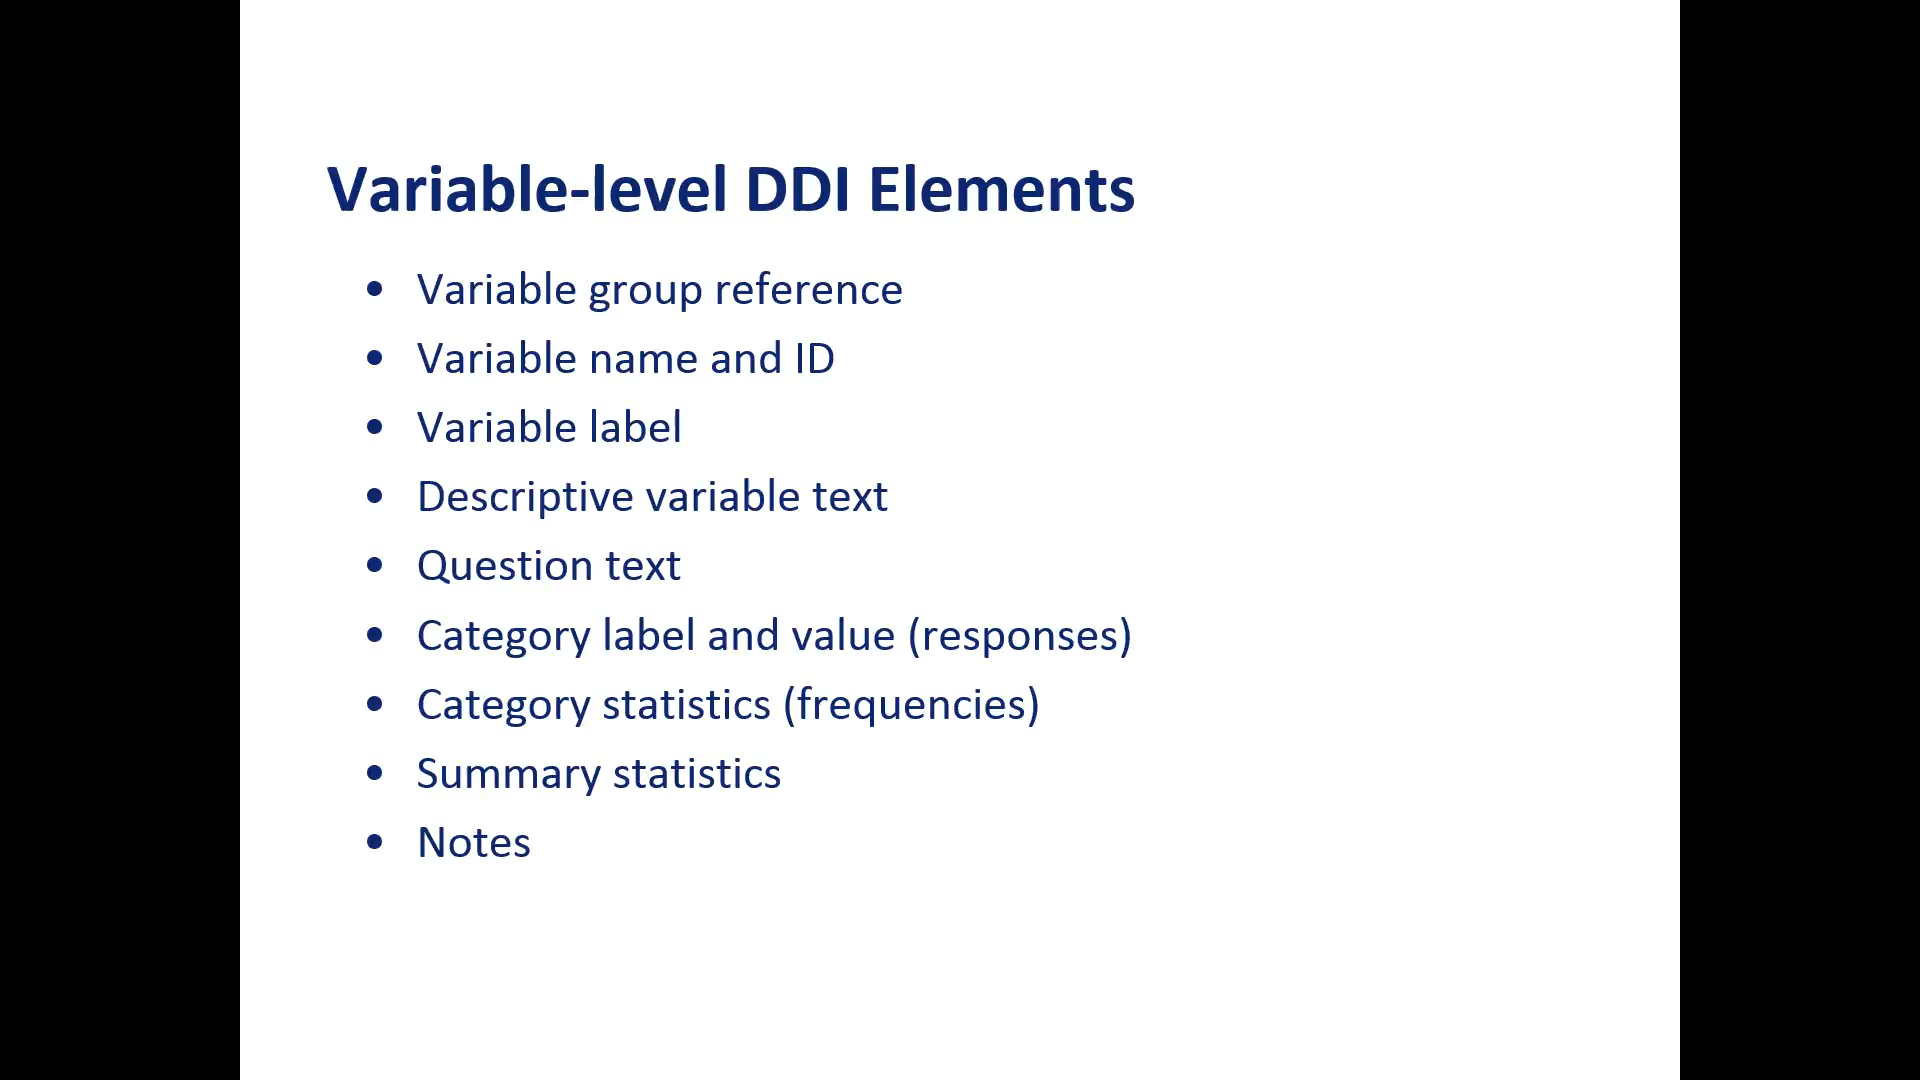 Variable-level DDI Elements
• Variable group reference
• Variable name and ID
• Variable label
• Descriptive variable text
• Question text
• Category label and value (responses)
• Category statistics (frequencies)
• Summary statistics
• Notes